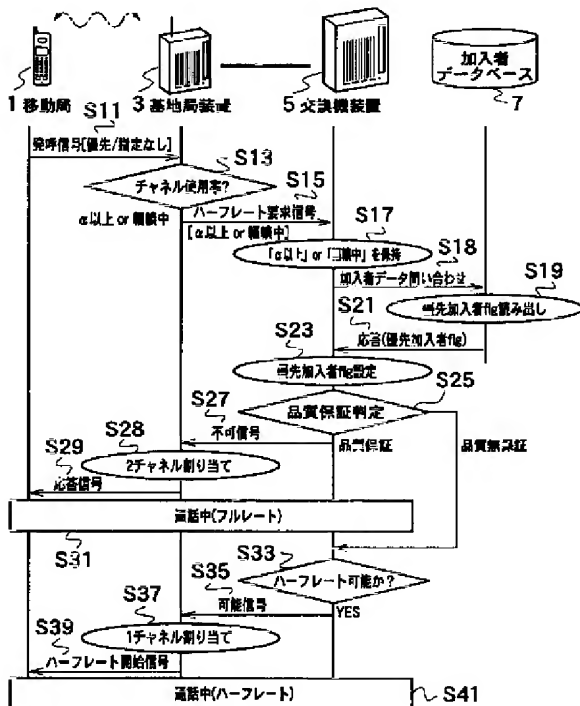 加入者
データベース
1 移動局
3 基地局装置
5 交換機装置
7
S11
発呼信号[優先/指定なし]
S13
チャネル使用率?
S15
α以上 or 輻輳中
ハーフレート要求信号
[α以上 or 輻輳中]
S17
「α以上」or「輻輳中」を保持
S18
加入者データ問い合わせ
S19
優先加入者flg読み出し
S21
応答(優先加入者flg)
S23
優先加入者flg設定
S25
品質保証判定
S27
不可信号
品質保証
品質無保証
S28
2チャネル割り当て
S29
応答信号
通話中(フルレート)
S31
S33
ハーフレート可能か?
S35
可能信号
YES
S37
1チャネル割り当て
S39
ハーフレート開始信号
通話中(ハーフレート)
S41